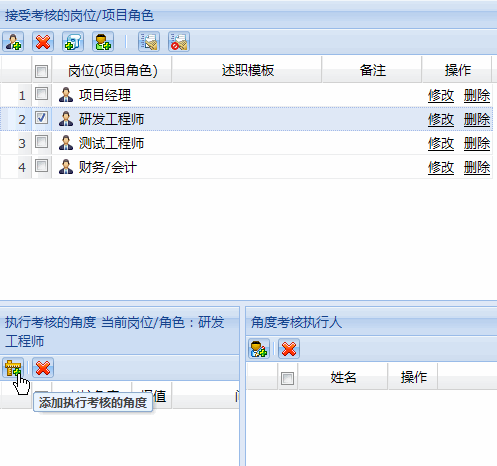 接受考核的岗位/项目角色
岗位(项目角色) 述职模板 备注 操作
1 项目经理 修改 删除
2 研发工程师 修改 删除
3 测试工程师 修改 删除
4 财务/会计 修改 删除
执行考核的角度 当前岗位/角色：研发
工程师
角度考核执行人
姓名 操作
添加执行考核的角度